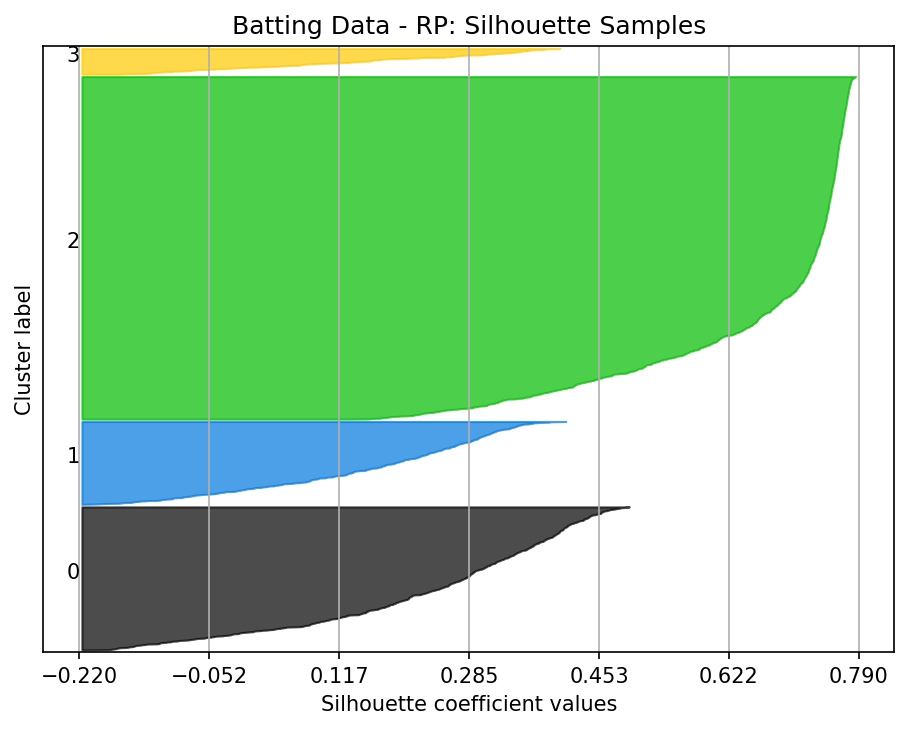 Batting Data - RP: Silhouette Samples
Cluster label
3
2
1
0
−0.220 −0.052 0.117 0.285 0.453 0.622 0.790
Silhouette coefficient values